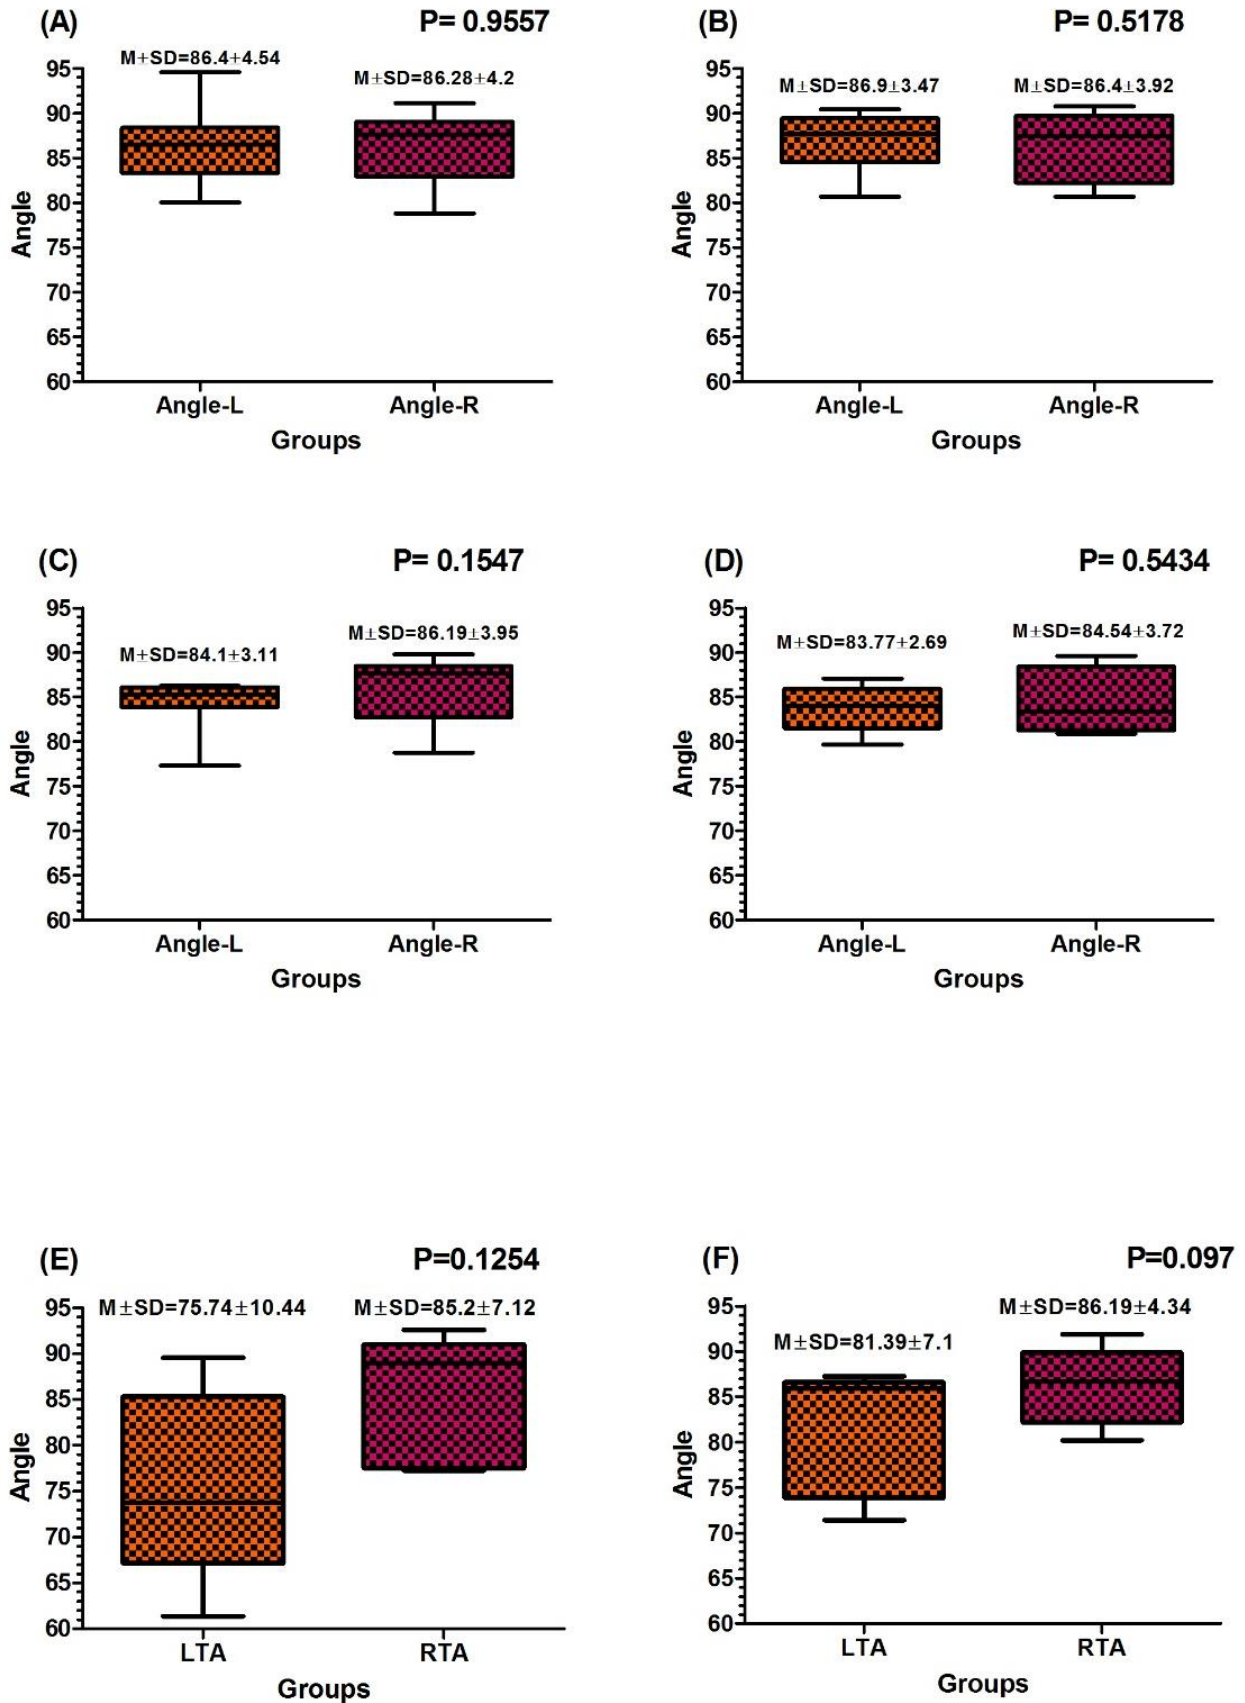 (A)
P= 0.9557
M±SD=86.4±4.54
M±SD=86.28±4.2
95
90
85
80
75
70
65
60
Angle
Angle-L
Angle-R
Groups
(B)
P= 0.5178
M±SD=86.9±3.47
M±SD=86.4±3.92
95
90
85
80
75
70
65
60
Angle
Angle-L
Angle-R
Groups
(C)
P= 0.1547
M±SD=84.1±3.11
M±SD=86.19±3.95
95
90
85
80
75
70
65
60
Angle
Angle-L
Angle-R
Groups
(D)
P= 0.5434
M±SD=83.77±2.69
M±SD=84.54±3.72
95
90
85
80
75
70
65
60
Angle
Angle-L
Angle-R
Groups
(E)
P=0.1254
M±SD=75.74±10.44
M±SD=85.2±7.12
95
90
85
80
75
70
65
60
Angle
LTA
RTA
Groups
(F)
P=0.097
M±SD=81.39±7.1
M±SD=86.19±4.34
95
90
85
80
75
70
65
60
Angle
LTA
RTA
Groups